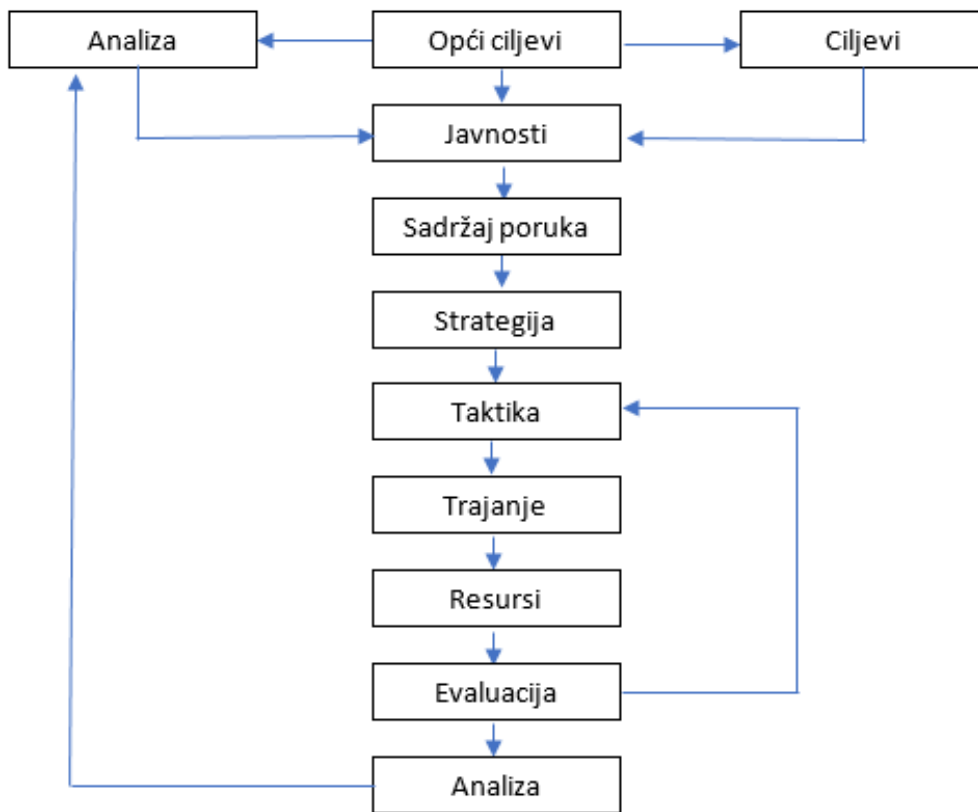 Analiza
Opći ciljevi
Ciljevi
Javnosti
Sadržaj poruka
Strategija
Taktika
Trajanje
Resursi
Evaluacija
Analiza